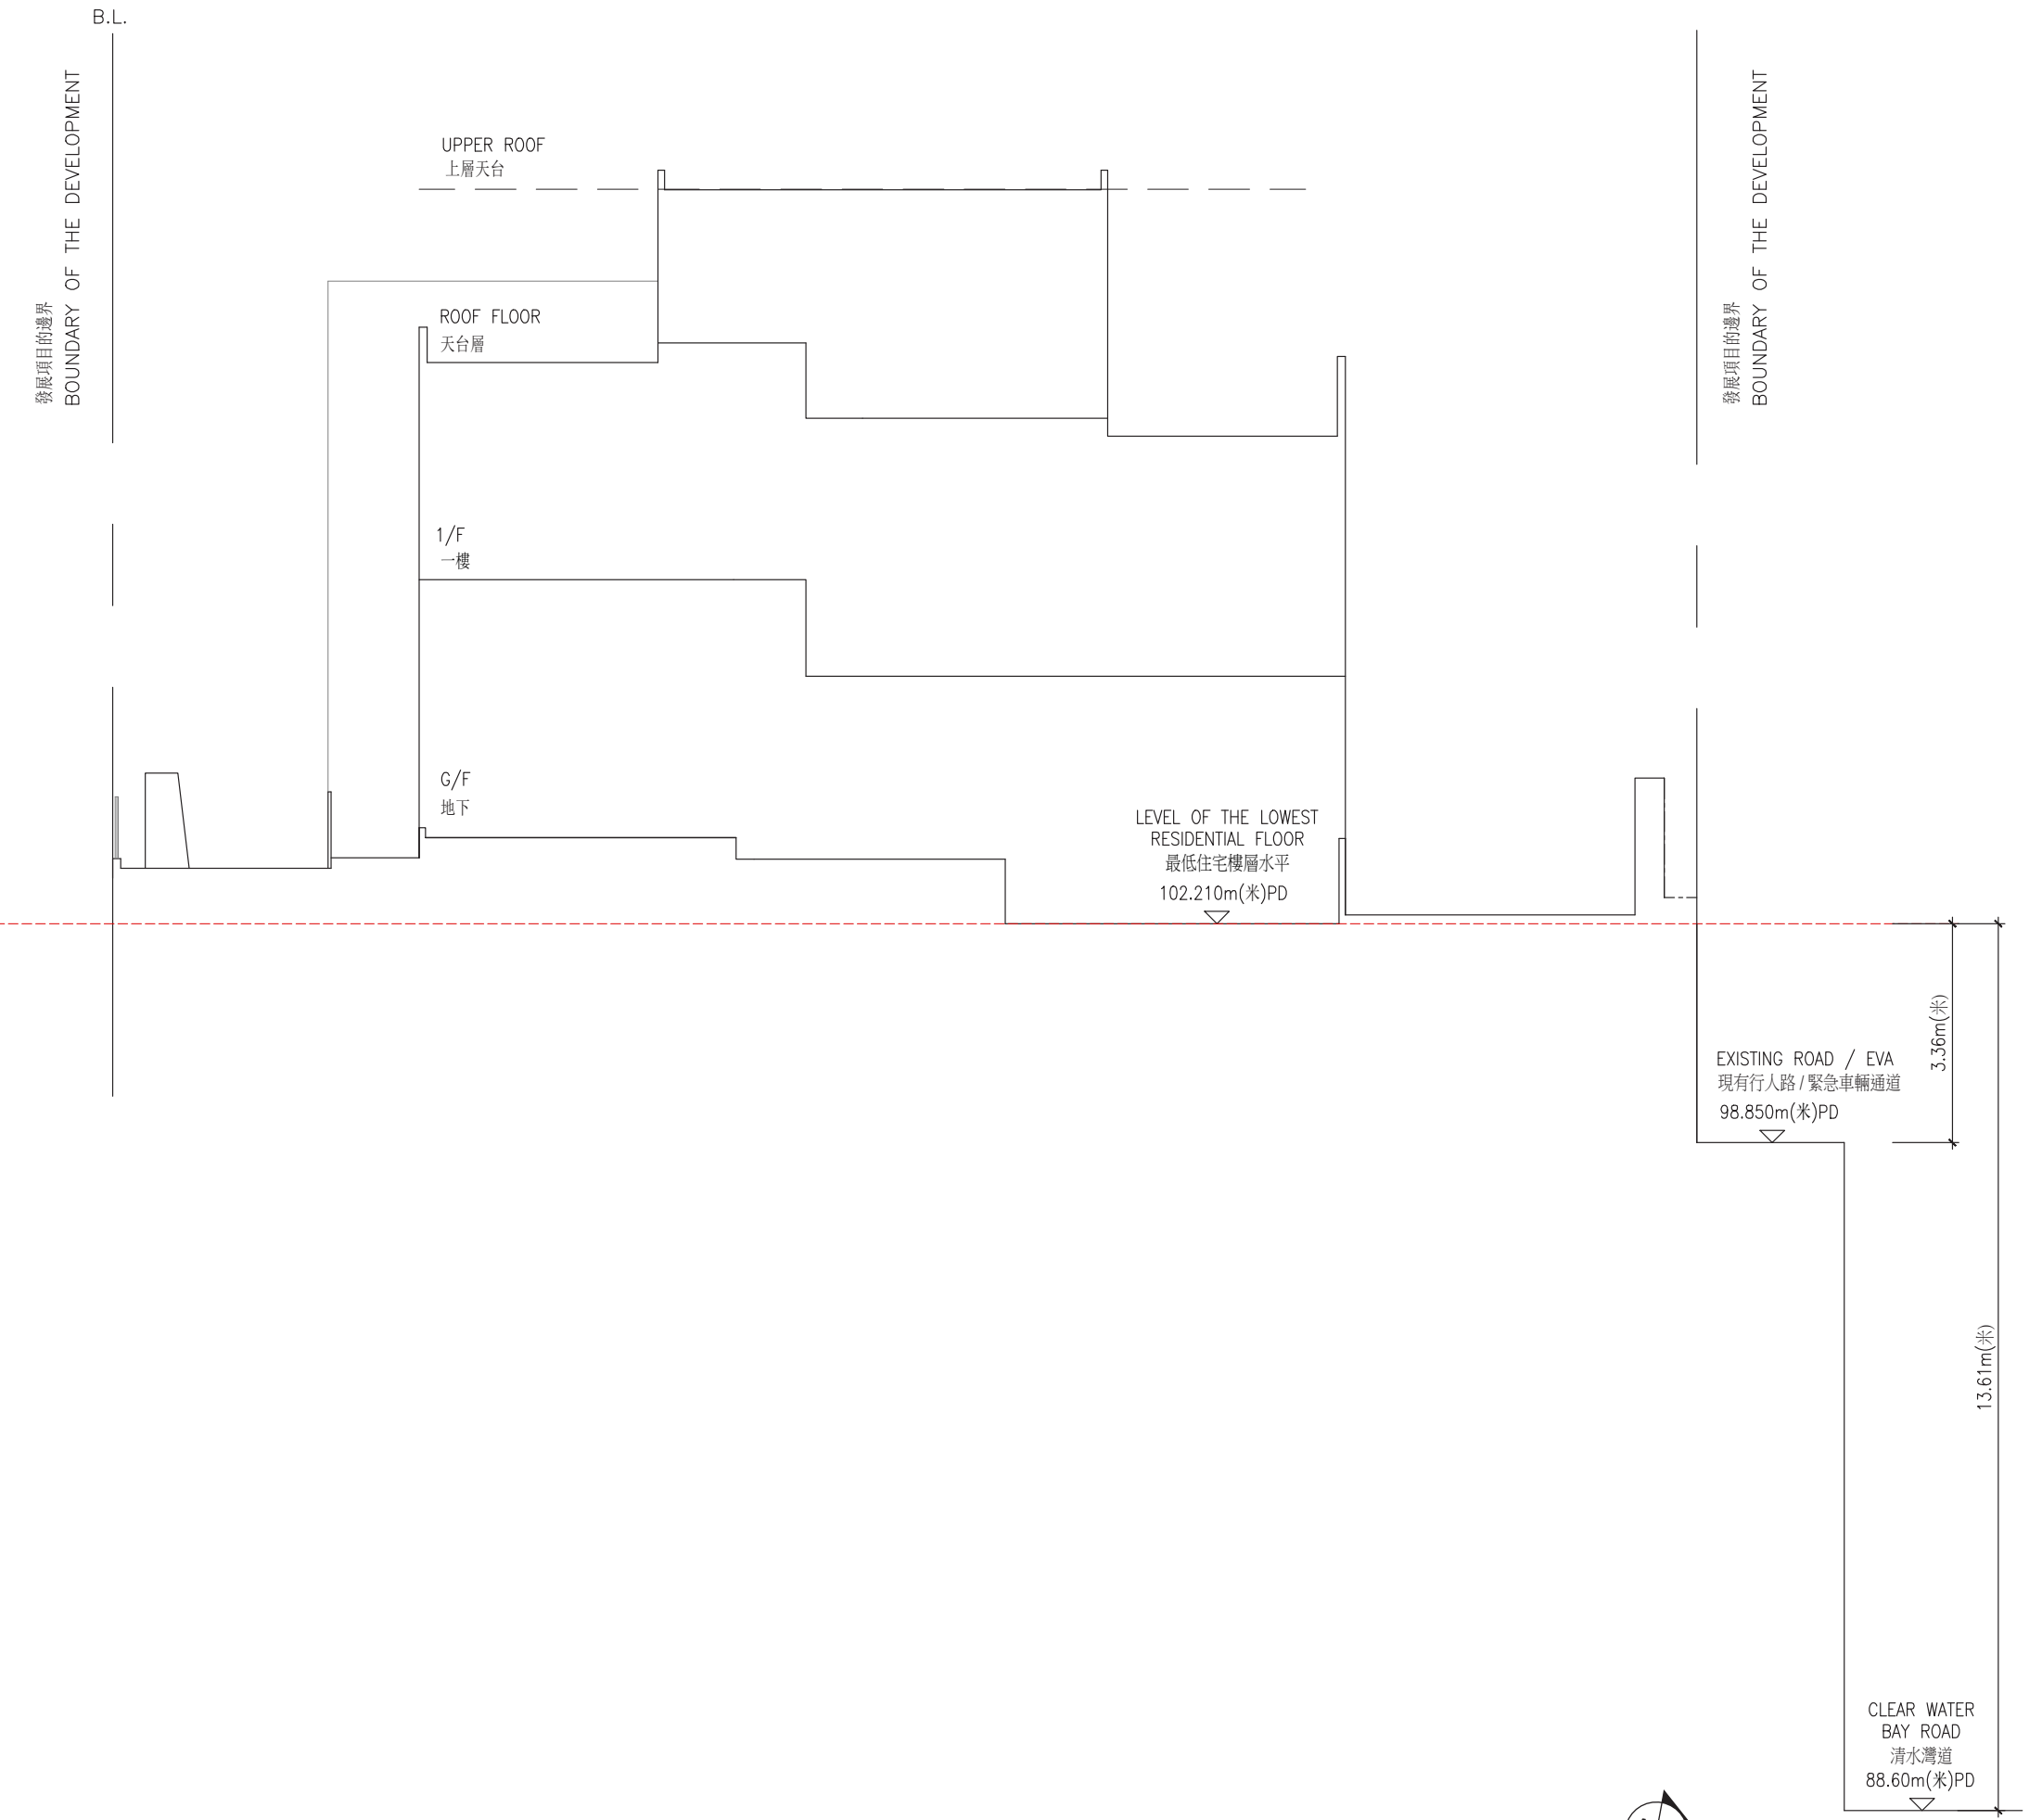 B.L.
發展項目的邊界
BOUNDARY OF THE DEVELOPMENT
發展項目的邊界
BOUNDARY OF THE DEVELOPMENT
UPPER ROOF
上層天台
ROOF FLOOR
天台層
1/F
一樓
G/F
地下
LEVEL OF THE LOWEST
RESIDENTIAL FLOOR
最低住宅樓層水平
102.210m(米)PD
3.36m(米)
EXISTING ROAD / EVA
現有行人路 / 緊急車輛通道
98.850m(米)PD
13.61m(米)
CLEAR WATER
BAY ROAD
清水灣道
88.60m(米)PD